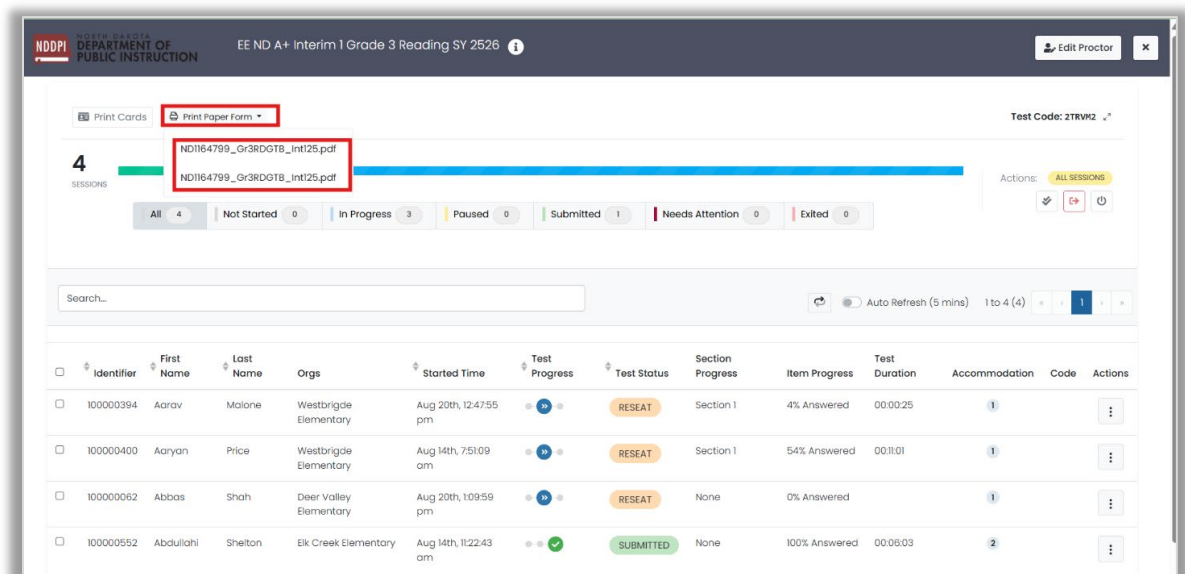 NDDPI
NORTH DAKOTA
DEPARTMENT OF
PUBLIC INSTRUCTION
EE ND A+ Interim 1 Grade 3 Reading SY 2526
Edit Proctor
Print Cards
Print Paper Form
Test Code: 2TRVM2
ND1164799_Gr3RDGTB_Int125.pdf
ND1164799_Gr3RDGTB_Int125.pdf
4
SESSIONS
Actions: ALL SESSIONS
All 4 Not Started 0 In Progress 3 Paused 0 Submitted 1 Needs Attention 0 Exited 0
Search...
Auto Refresh (5 mins) 1 to 4 (4) « ‹ 1 › »
Identifier First Name Last Name Orgs Started Time Test Progress Test Status Section Progress Item Progress Test Duration Accommodation Code Actions
100000394 Aarav Malone Westbrigde Elementary Aug 20th, 12:47:55 pm RESEAT Section 1 4% Answered 00:00:25 1
100000400 Aaryan Price Westbrigde Elementary Aug 14th, 7:51:09 am RESEAT Section 1 54% Answered 00:11:01 1
100000062 Abbas Shah Deer Valley Elementary Aug 20th, 1:09:59 pm RESEAT None 0% Answered 1
100000552 Abdullahi Shelton Elk Creek Elementary Aug 14th, 11:22:43 am SUBMITTED None 100% Answered 00:06:03 2